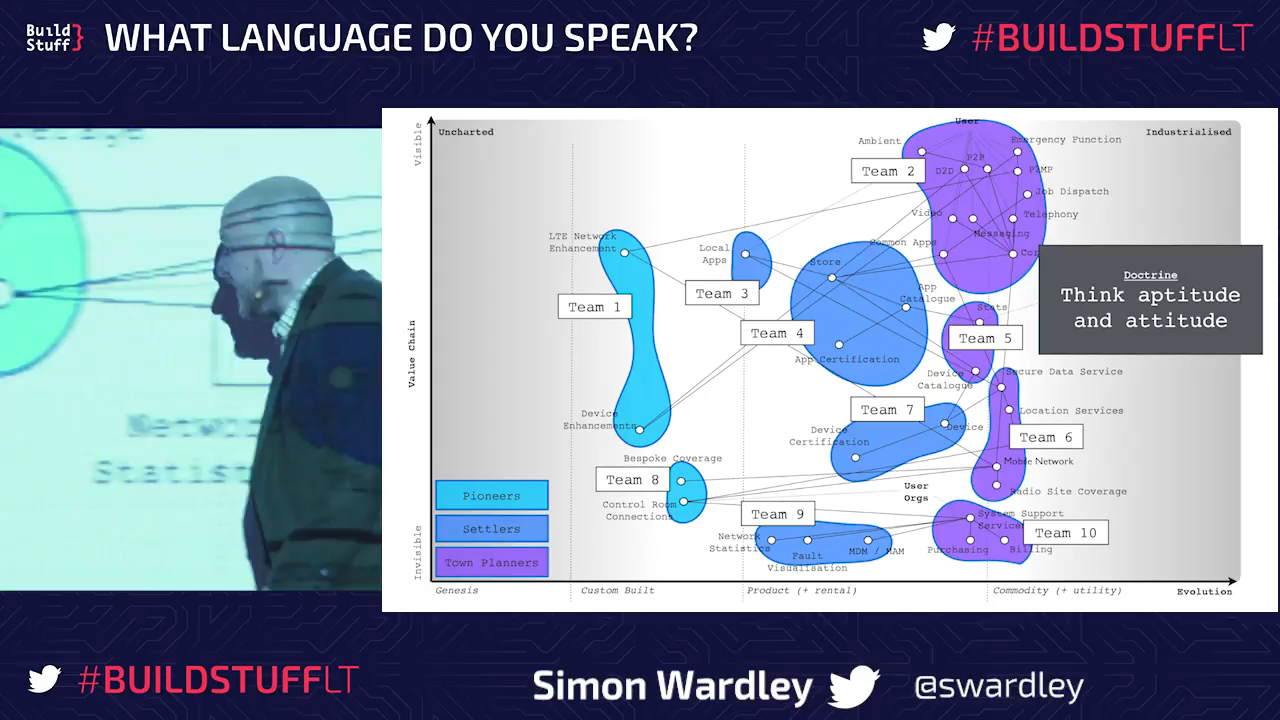 Build
Stuff}
WHAT LANGUAGE DO YOU SPEAK?
#BUILDSTUFFLT
Uncharted
Industrialised
Visible
Value Chain
Invisible
User
Ambient
Emergency Function
Team 2
P2P
D2D
PAMP
Job Dispatch
Video
Telephony
Messaging
Common Apps
LTE Network
Enhancement
Local
Apps
Store
Doctrine
Think aptitude
and attitude
Team 3
App
Catalogue
Team 1
Stats
Team 4
Team 5
App Certification
Device
Catalogue
Secure Data Service
Team 7
Location Services
Device
Enhancements
Device
Certification
Device
Team 6
Bespoke Coverage
Mobile Network
Team 8
User
Orgs
Radio Site Coverage
Pioneers
Control Room
Connections
Team 9
System Support
Services
Settlers
Team 10
Network
Statistics
Fault
Visualisation
MDM / MAM
Purchasing
Billing
Town Planners
Genesis
Custom Built
Product (+ rental)
Commodity (+ utility)
Evolution
#BUILDSTUFFLT
Simon Wardley
@swardley